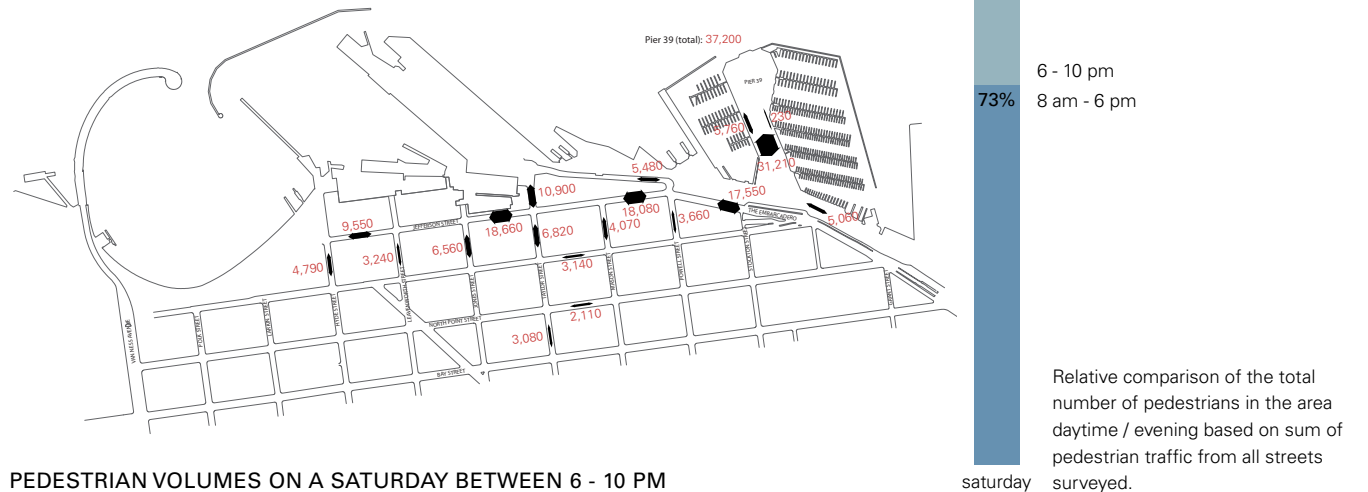 Pier 39 (total): 37,200
PIER 39
6 - 10 pm
73%
8 am - 6 pm
5,760
230
31,210
5,480
10,900
17,550
18,080
3,660
THE EMBARCADERO
5,060
9,550
JEFFERSON STREET
18,660
6,820
4,070
6,560
3,240
4,790
3,140
2,110
3,080
VAN NESS AVENUE
POLK STREET
LARKIN STREET
HYDE STREET
LEAVENWORTH STREET
JONES STREET
TAYLOR STREET
MASON STREET
POWELL STREET
STOCKTON STREET
NORTH POINT STREET
BAY STREET
Relative comparison of the total
number of pedestrians in the area
daytime / evening based on sum of
pedestrian traffic from all streets
surveyed.
saturday
PEDESTRIAN VOLUMES ON A SATURDAY BETWEEN 6 - 10 PM